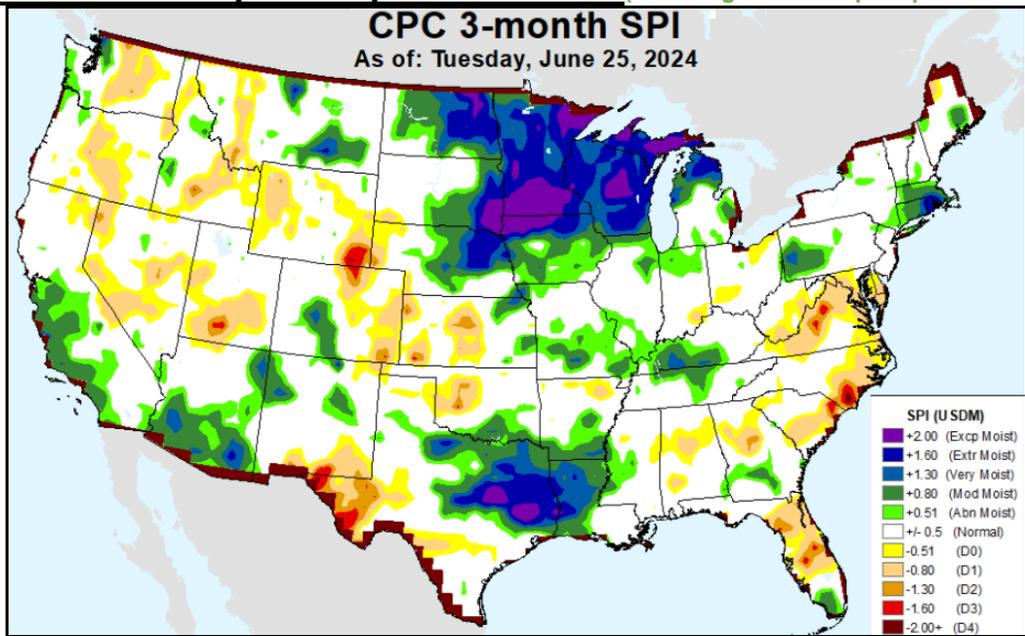 CPC 3-month SPI
As of: Tuesday, June 25, 2024
SPI (USDM)
+2.00 (Excp Moist)
+1.60 (Extr Moist)
+1.30 (Very Moist)
+0.80 (Mod Moist)
+0.51 (Abn Moist)
+/- 0.5 (Normal)
-0.51 (D0)
-0.80 (D1)
-1.30 (D2)
-1.60 (D3)
-2.00+ (D4)